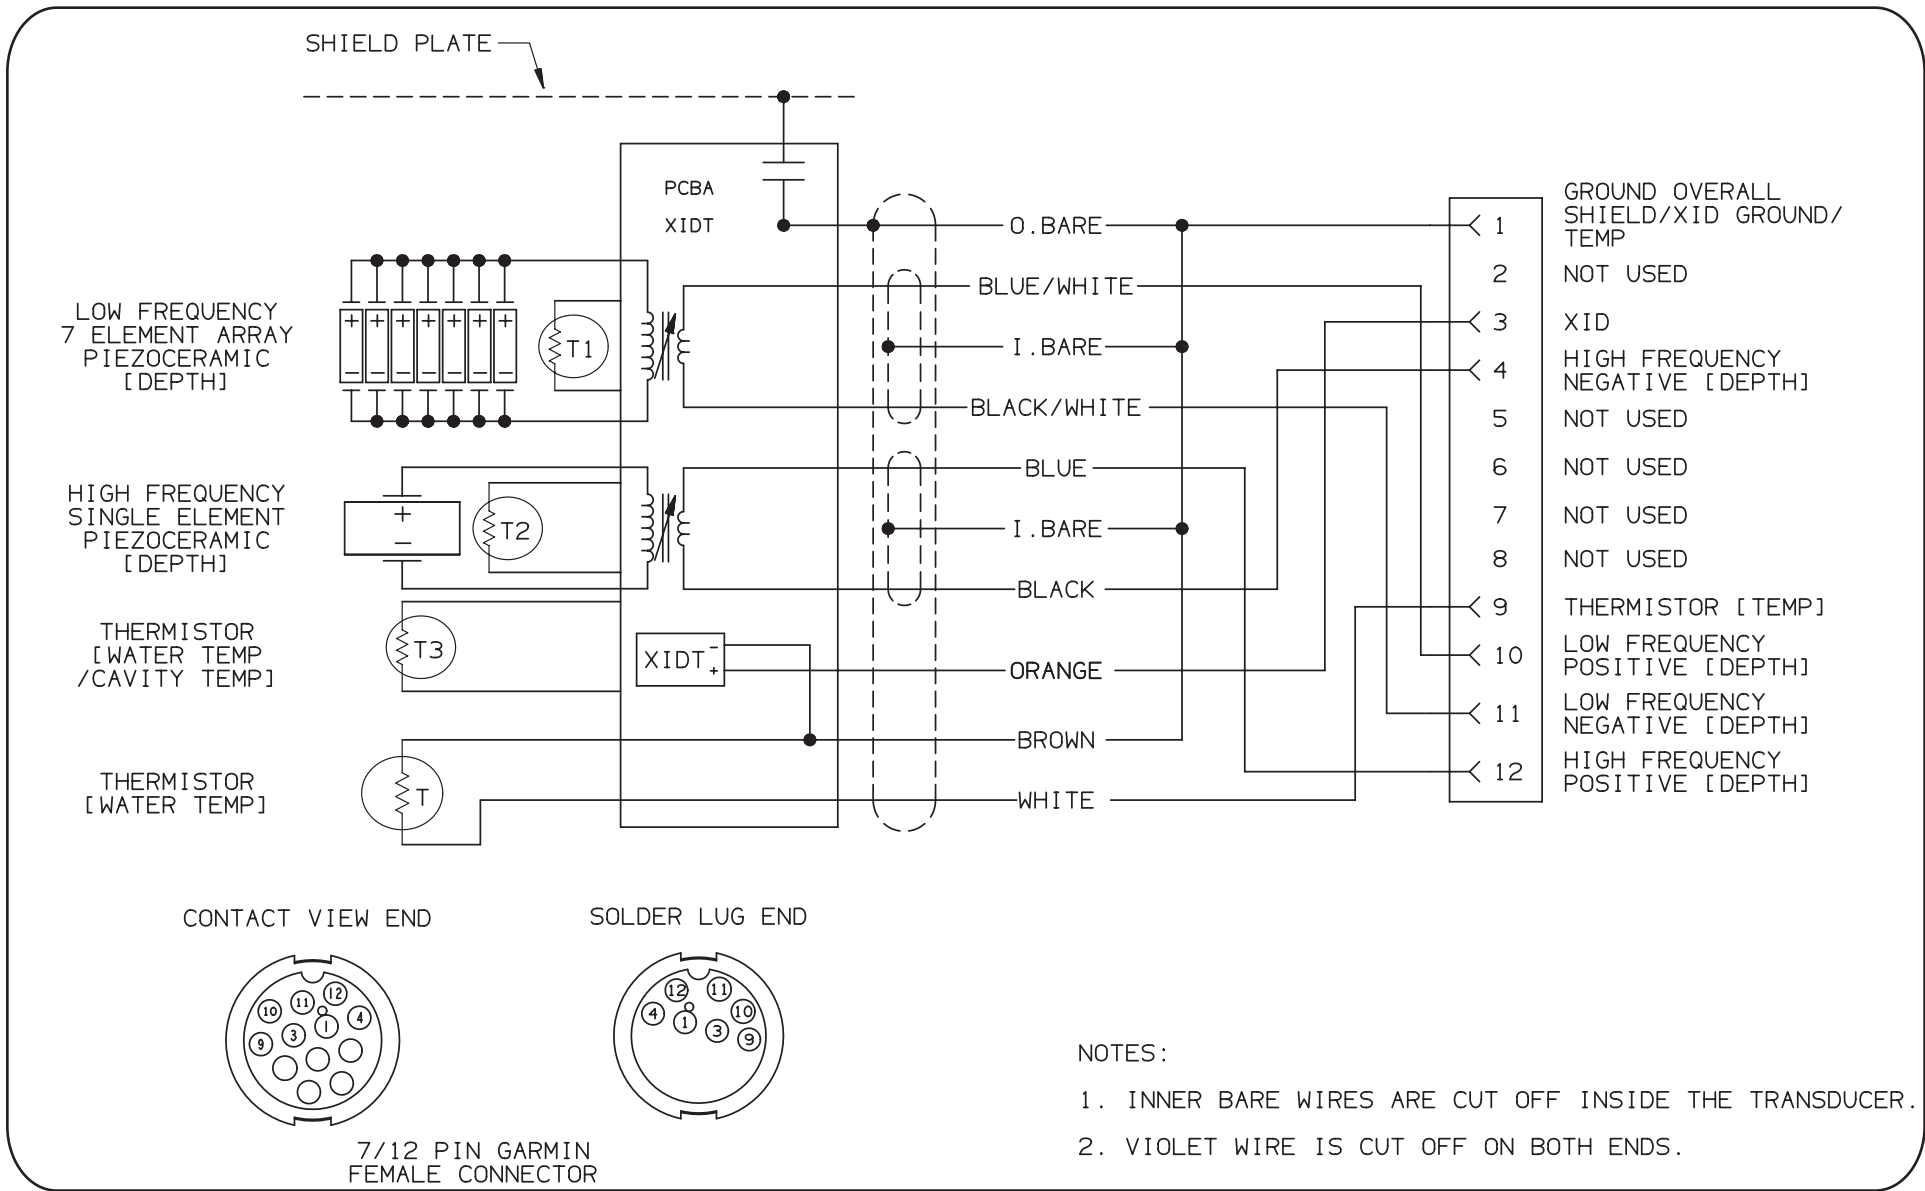 SHIELD PLATE
PCBA
XIDT
LOW FREQUENCY
7 ELEMENT ARRAY
PIEZOCERAMIC
[DEPTH]
+ + + + + + +
− − − − − − −
T1
HIGH FREQUENCY
SINGLE ELEMENT
PIEZOCERAMIC
[DEPTH]
+
−
T2
THERMISTOR
[WATER TEMP
/CAVITY TEMP]
T3
XIDT
-
+
THERMISTOR
[WATER TEMP]
T
O.BARE
BLUE/WHITE
I.BARE
BLACK/WHITE
BLUE
I.BARE
BLACK
ORANGE
BROWN
WHITE
1 GROUND OVERALL
SHIELD/XID GROUND/
TEMP
2 NOT USED
3 XID
4 HIGH FREQUENCY
NEGATIVE [DEPTH]
5 NOT USED
6 NOT USED
7 NOT USED
8 NOT USED
9 THERMISTOR [TEMP]
10 LOW FREQUENCY
POSITIVE [DEPTH]
11 LOW FREQUENCY
NEGATIVE [DEPTH]
12 HIGH FREQUENCY
POSITIVE [DEPTH]
CONTACT VIEW END
12
11
10
4
1
3
9
SOLDER LUG END
12 11
4 10
1
3
9
7/12 PIN GARMIN
FEMALE CONNECTOR
NOTES:
1. INNER BARE WIRES ARE CUT OFF INSIDE THE TRANSDUCER.
2. VIOLET WIRE IS CUT OFF ON BOTH ENDS.